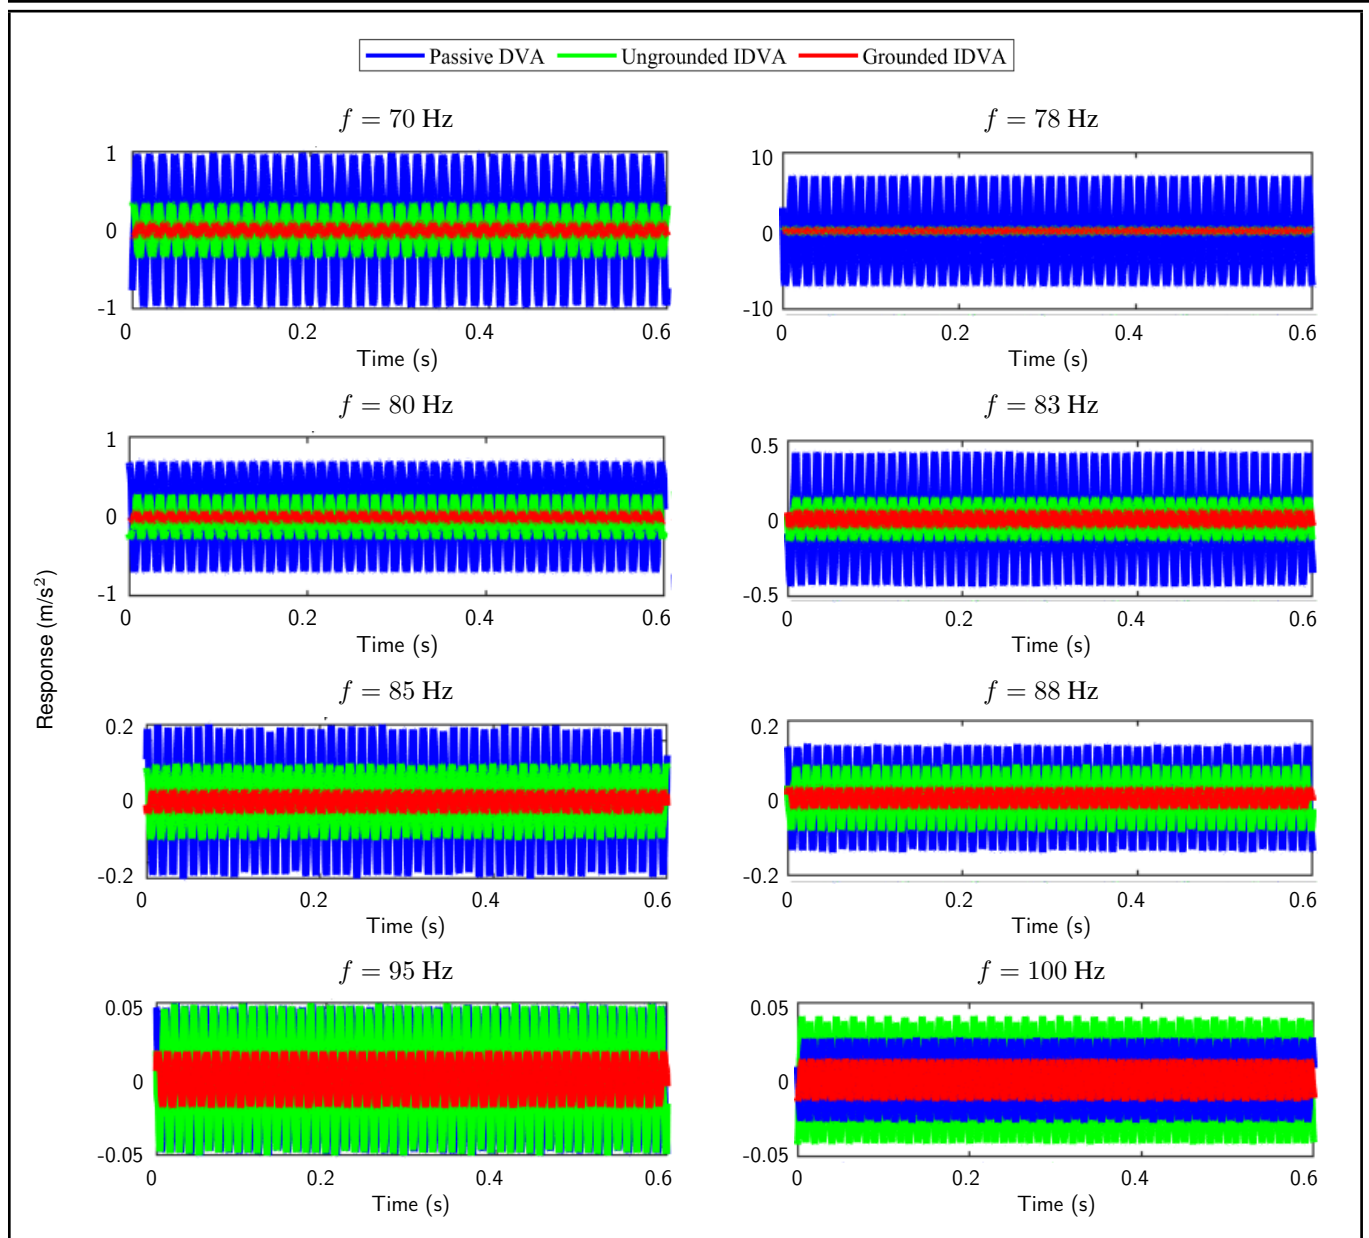 Passive DVA Ungrounded IDVA Grounded IDVA
f = 70 Hz
1
0
-1
0 0.2 0.4 0.6
Time (s)
f = 78 Hz
10
0
-10
0 0.2 0.4 0.6
Time (s)
f = 80 Hz
1
0
-1
0 0.2 0.4 0.6
Time (s)
f = 83 Hz
0.5
0
-0.5
0 0.2 0.4 0.6
Time (s)
Response (m/s²)
f = 85 Hz
0.2
0
-0.2
0 0.2 0.4 0.6
Time (s)
f = 88 Hz
0.2
0
-0.2
0 0.2 0.4 0.6
Time (s)
f = 95 Hz
0.05
0
-0.05
0 0.2 0.4 0.6
Time (s)
f = 100 Hz
0.05
0
-0.05
0 0.2 0.4 0.6
Time (s)